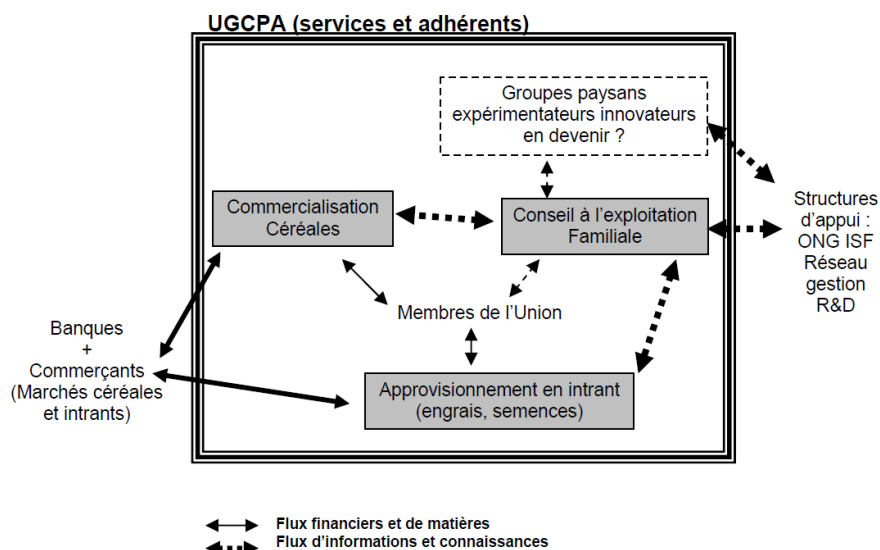 UGCPA (services et adhérents)
Groupes paysans
expérimentateurs innovateurs
en devenir ?
Commercialisation
Céréales
Conseil à l'exploitation
Familiale
Structures
d'appui :
ONG ISF
Réseau
gestion
R&D
Membres de l'Union
Banques
+
Commerçants
(Marchés céréales
et intrants)
Approvisionnement en intrant
(engrais, semences)
Flux financiers et de matières
Flux d'informations et connaissances